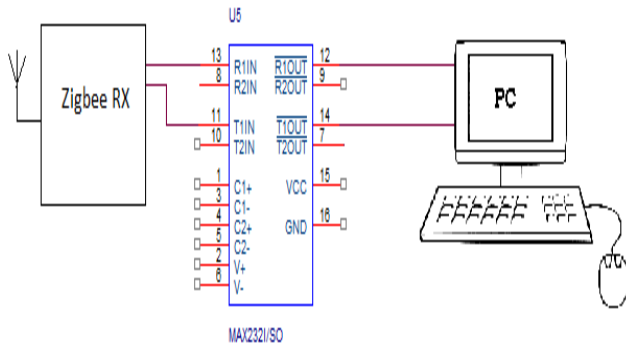 U5
Zigbee RX
13 R1IN R1OUT 12
8 R2IN R2OUT 9
11 T1IN T1OUT 14
10 T2IN T2OUT 7
1 C1+ VCC 15
3 C1-
4 C2+ GND 16
5 C2-
2 V+
6 V-
PC
MAX232I/SO